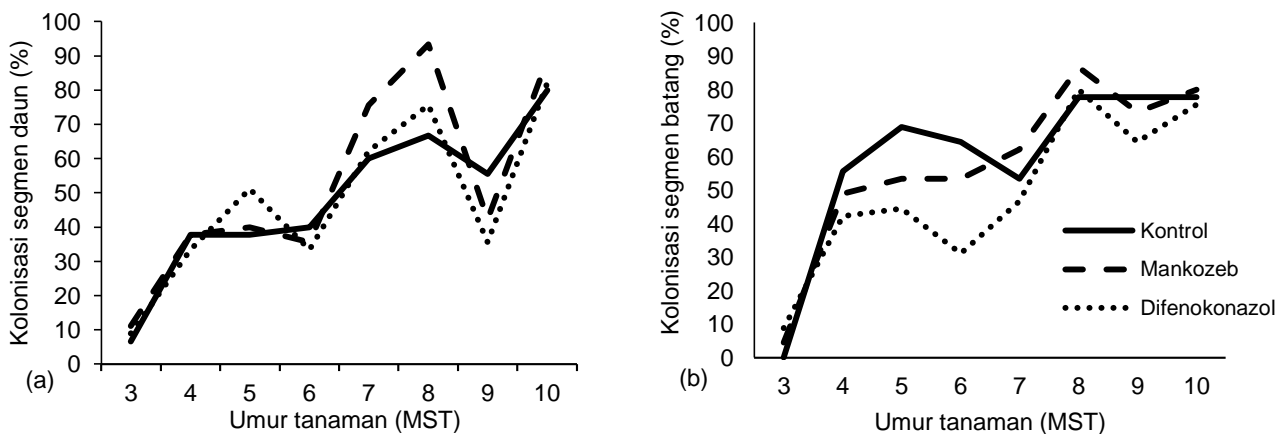 Kolonisasi segmen daun (%)
100
90
80
70
60
50
40
30
20
10
0
3 4 5 6 7 8 9 10
Umur tanaman (MST)
(a)
Kolonisasi segmen batang (%)
100
90
80
70
60
50
40
30
20
10
0
Kontrol
Mankozeb
Difenokonazol
3 4 5 6 7 8 9 10
Umur tanaman (MST)
(b)